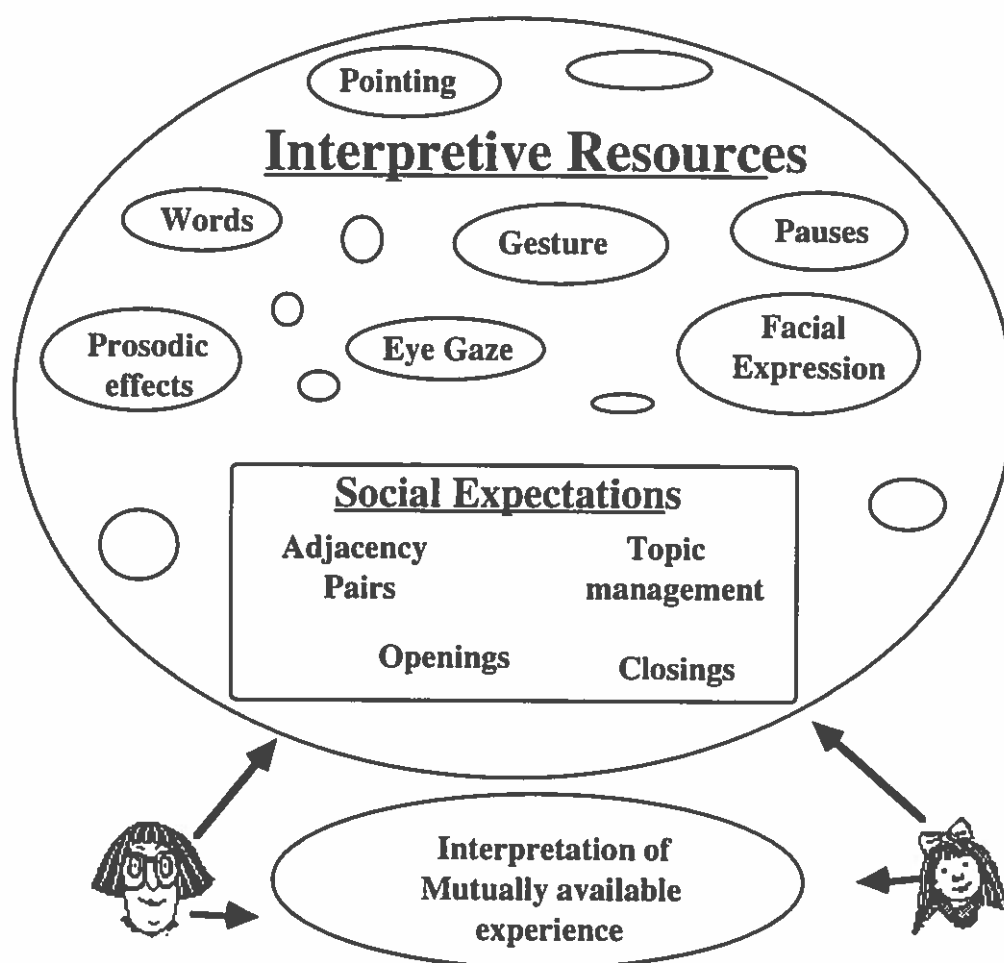 Pointing
Interpretive Resources
Words
Gesture
Pauses
Prosodic
effects
Eye Gaze
Facial
Expression
Social Expectations
Adjacency
Pairs
Topic
management
Openings
Closings
Interpretation of
Mutually available
experience